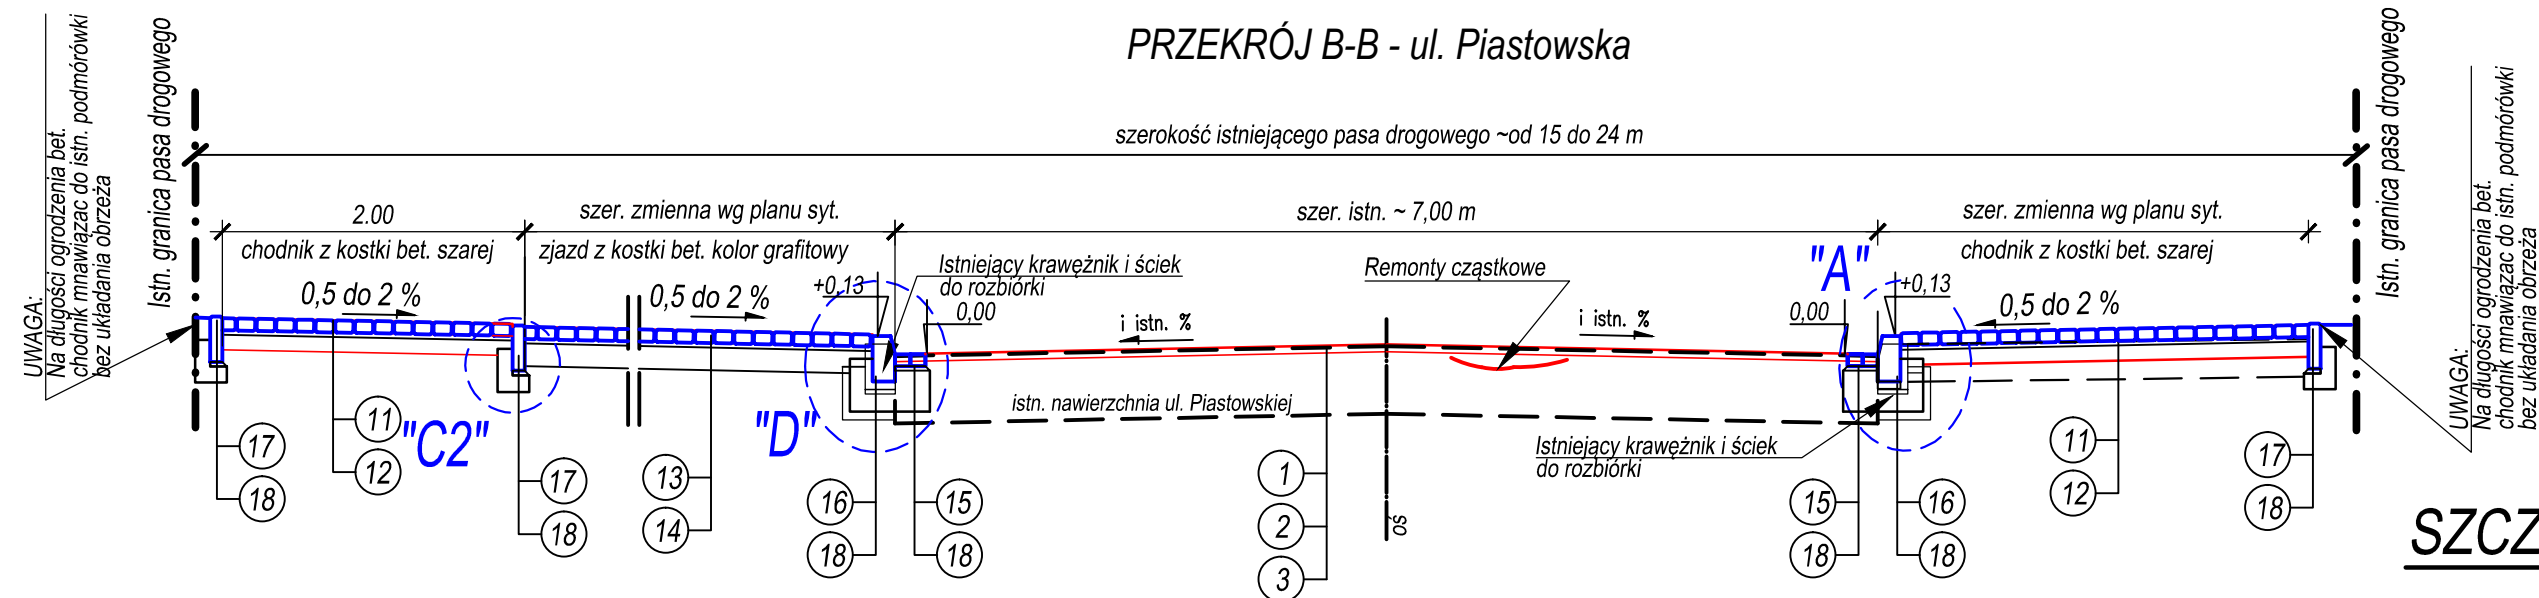 PRZEKRÓJ B-B - ul. Piastowska
szerokość istniejącego pasa drogowego ~od 15 do 24 m
UWAGA:
Na długości ogrodzenia bet.
chodnik mnawiązac do istn. podmórówki
bez układania obrzeża
Istn. granica pasa drogowego
2.00
chodnik z kostki bet. szarej
0,5 do 2 %
szer. zmienna wg planu syt.
zjazd z kostki bet. kolor grafitowy
0,5 do 2 %
+0,13
Istniejący krawężnik i ściek
do rozbiórki
0,00
szer. istn. ~ 7,00 m
i istn. %
Remonty cząstkowe
i istn. %
"A"
0,00
+0,13
szer. zmienna wg planu syt.
chodnik z kostki bet. szarej
0,5 do 2 %
Istn. granica pasa drogowego
UWAGA:
Na długości ogrodzenia bet.
chodnik mnawiązac do istn. podmórówki
bez układania obrzeża
istn. nawierzchnia ul. Piastowskiej
"C2"
"D"
Istniejący krawężnik i ściek
do rozbiórki
17
18
11
12
17
18
13
14
16
18
15
18
1
2
3
oś
15
18
16
18
11
12
17
18
SZCZ